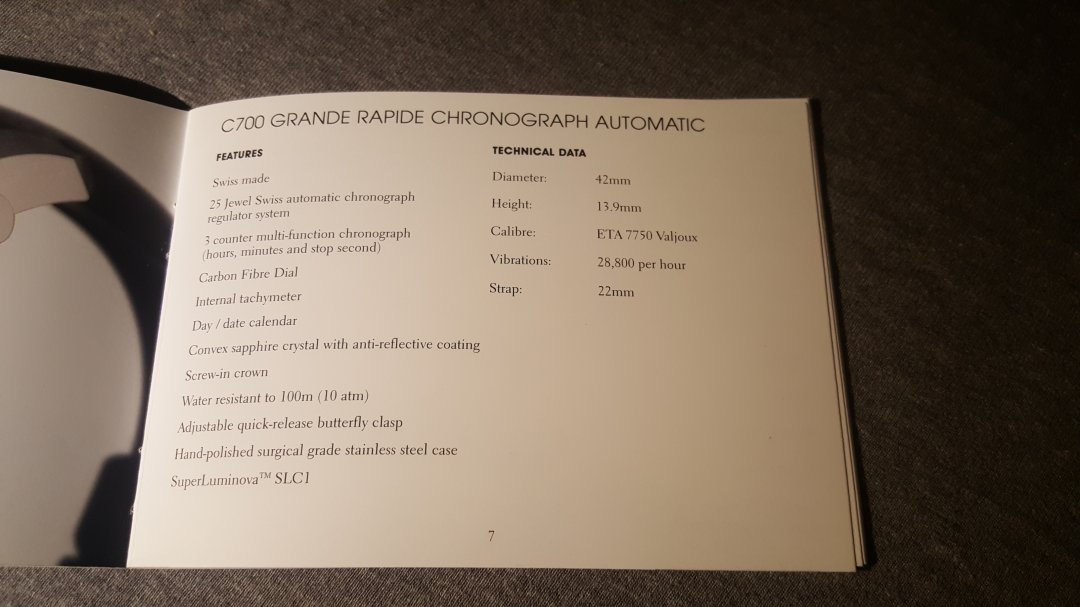 C700 GRANDE RAPIDE CHRONOGRAPH AUTOMATIC
FEATURES
Swiss made
25 Jewel Swiss automatic chronograph
regulator system
3 counter multi-function chronograph
(hours, minutes and stop second)
Carbon Fibre Dial
Internal tachymeter
Day / date calendar
Convex sapphire crystal with anti-reflective coating
Screw-in crown
Water resistant to 100m (10 atm)
Adjustable quick-release butterfly clasp
Hand-polished surgical grade stainless steel case
SuperLuminova™ SLC1
TECHNICAL DATA
Diameter: 42mm
Height: 13.9mm
Calibre: ETA 7750 Valjoux
Vibrations: 28,800 per hour
Strap: 22mm
7